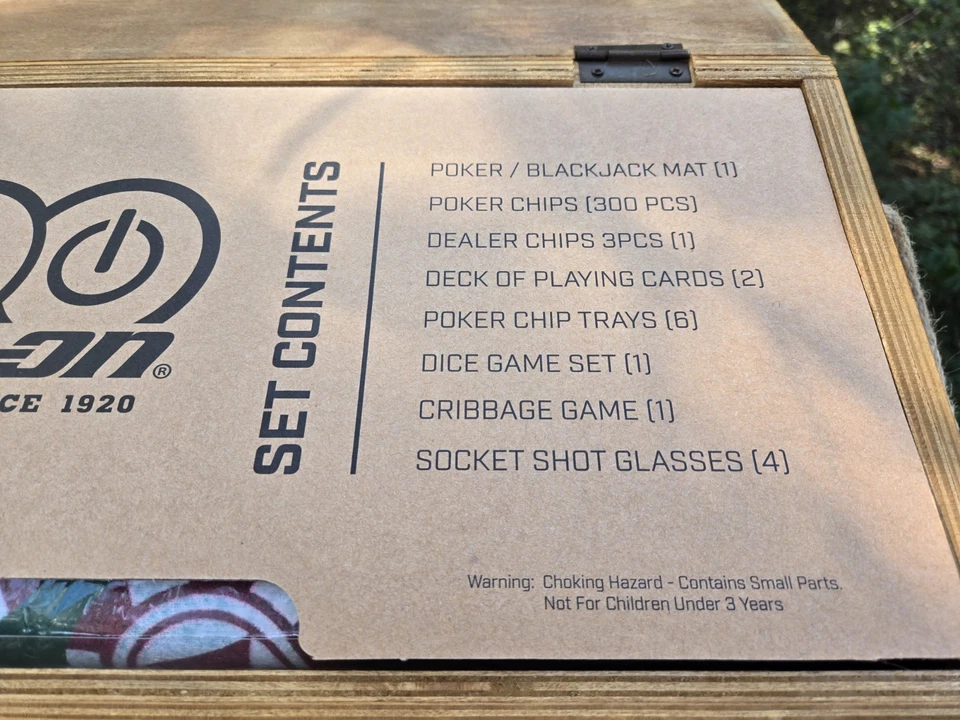 -on®
CE 1920
SET CONTENTS
POKER / BLACKJACK MAT (1)
POKER CHIPS (300 PCS)
DEALER CHIPS 3PCS (1)
DECK OF PLAYING CARDS (2)
POKER CHIP TRAYS (6)
DICE GAME SET (1)
CRIBBAGE GAME (1)
SOCKET SHOT GLASSES (4)
Warning: Choking Hazard - Contains Small Parts.
Not For Children Under 3 Years